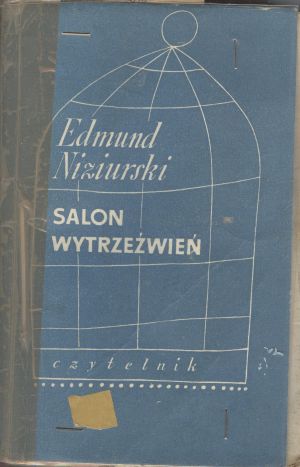 Edmund
Niziurski
SALON
WYTRZEŹWIEŃ
czytelnik